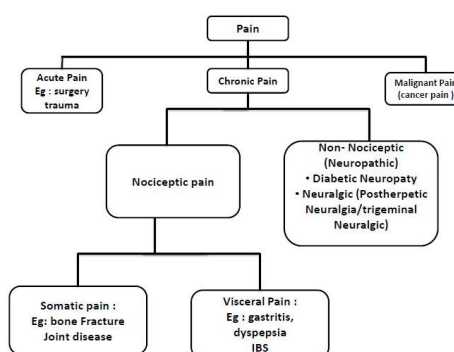 Pain
Acute Pain
Eg : surgery
trauma
Chronic Pain
Malignant Pain
(cancer pain )
Nociceptic pain
Non- Nociceptic
(Neuropathic)
• Diabetic Neuropaty
• Neuralgic (Postherpetic
Neuralgia/trigeminal
Neuralgic)
Somatic pain :
Eg: bone Fracture
Joint disease
Visceral Pain :
Eg : gastritis,
dyspepsia
IBS